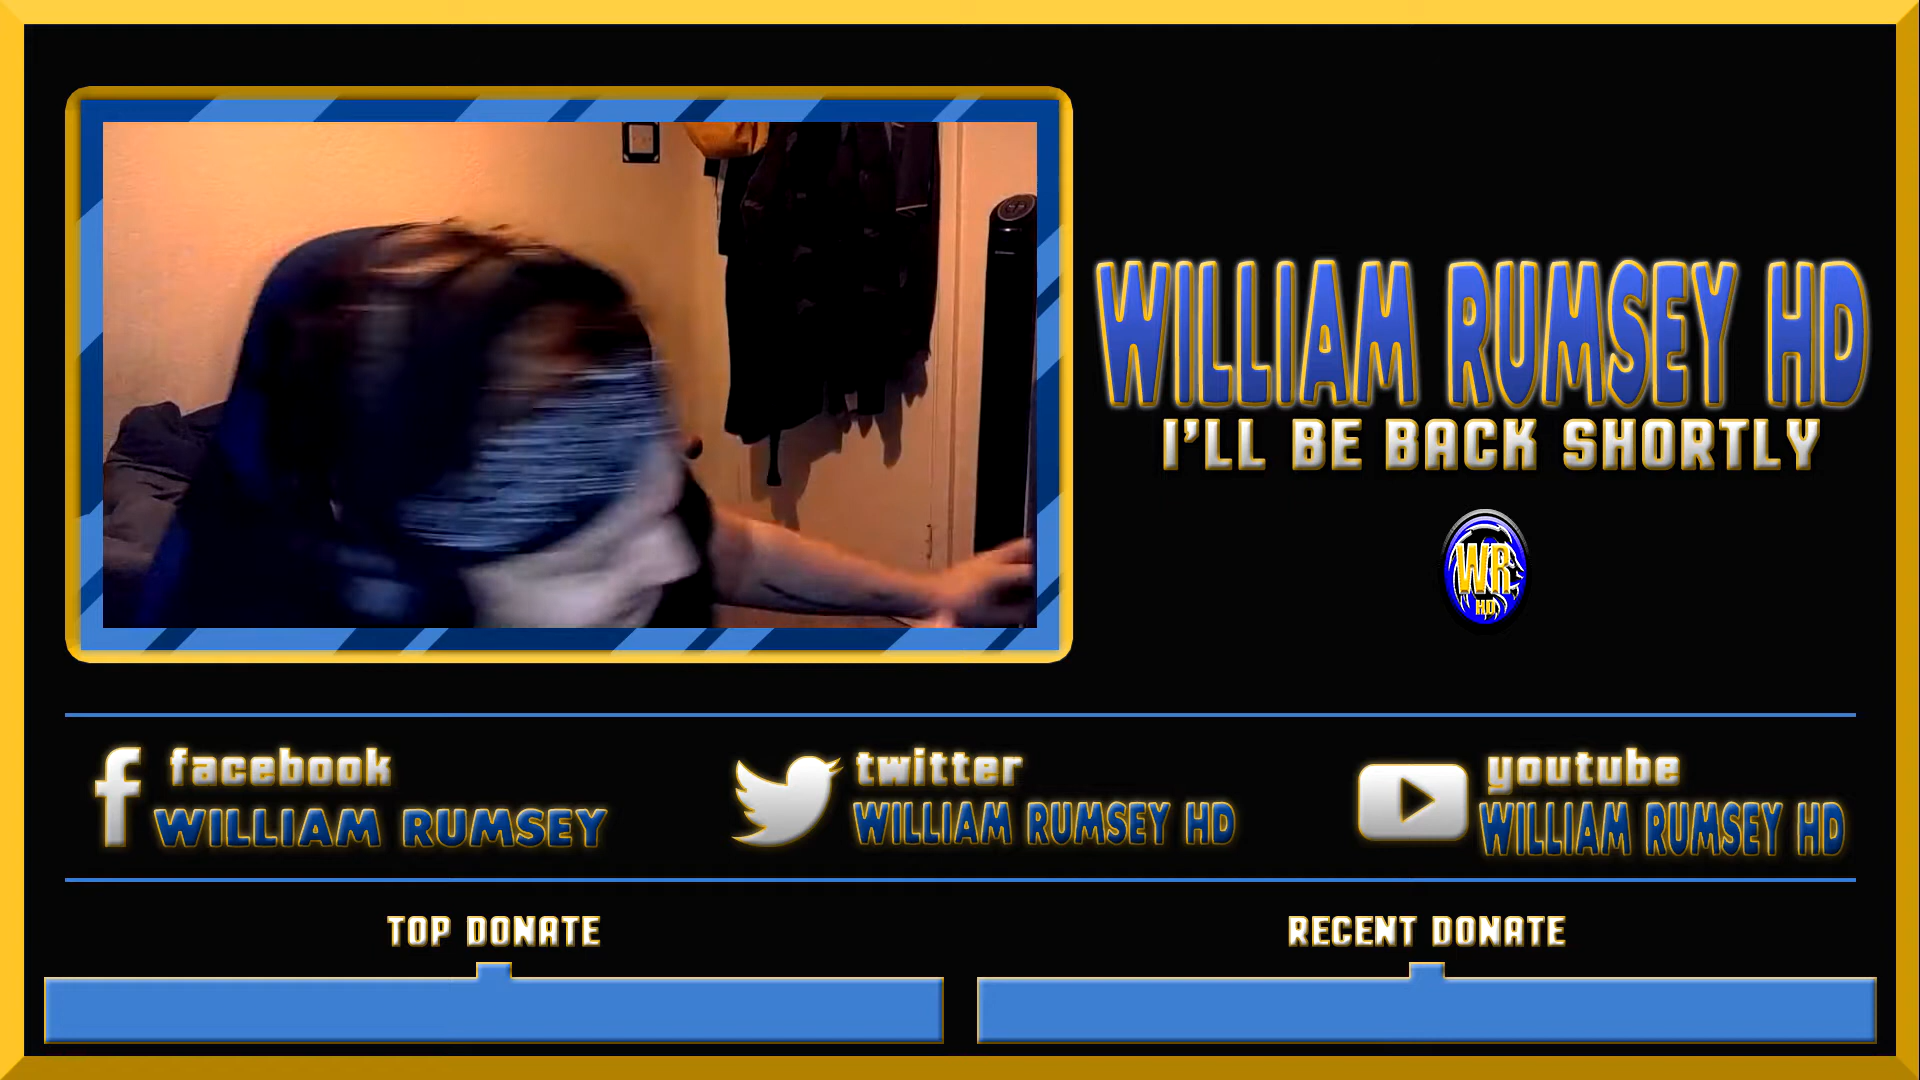 WILLIAM RUMSEY HD
I'LL BE BACK SHORTLY
WR
HD
facebook
WILLIAM RUMSEY
twitter
WILLIAM RUMSEY HD
youtube
WILLIAM RUMSEY HD
TOP DONATE
RECENT DONATE